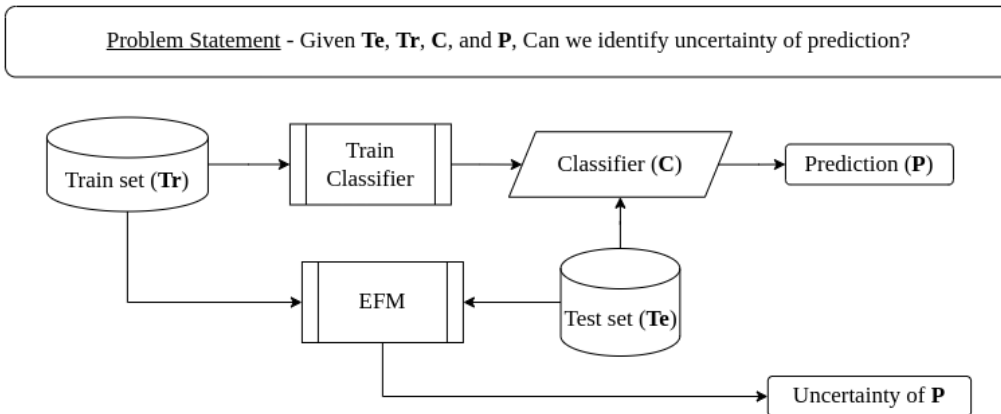 Problem Statement - Given Te, Tr, C, and P, Can we identify uncertainty of prediction?
Train set (Tr)
Train
Classifier
Classifier (C)
Prediction (P)
EFM
Test set (Te)
Uncertainty of P